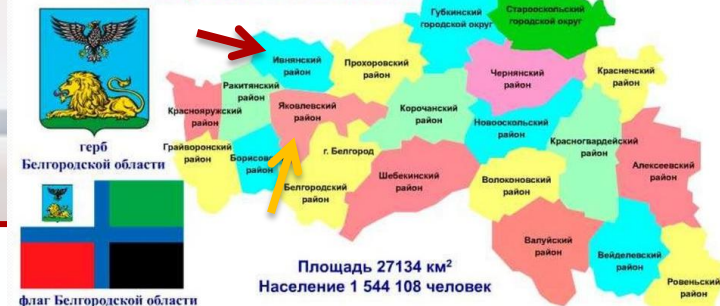 Губкинский
городской округ
Старооскольский
городской округ
Ивнянский
район
Прохоровский
район
Чернянский
район
Красненский
район
Ракитянский
район
Яковлевский
район
Корочанский
район
Краснояружский
район
Новооскольский
район
Красногвардейский
район
Грайворонский
район
Борисовский
район
г. Белгород
Алексеевский
район
Шебекинский
район
Волоконовский
район
Белгородский
район
Валуйский
район
Вейделевский
район
Ровеньский
район
герб
Белгородской области
Площадь 27134 км²
Население 1 544 108 человек
флаг Белгородской области